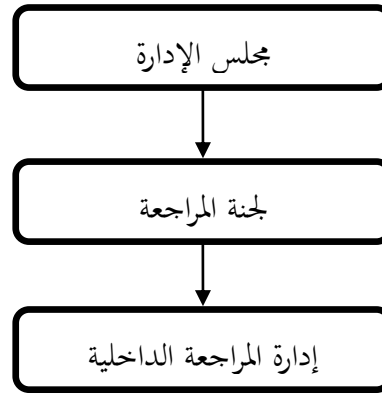 مجلس الإدارة
لجنة المراجعة
إدارة المراجعة الداخلية